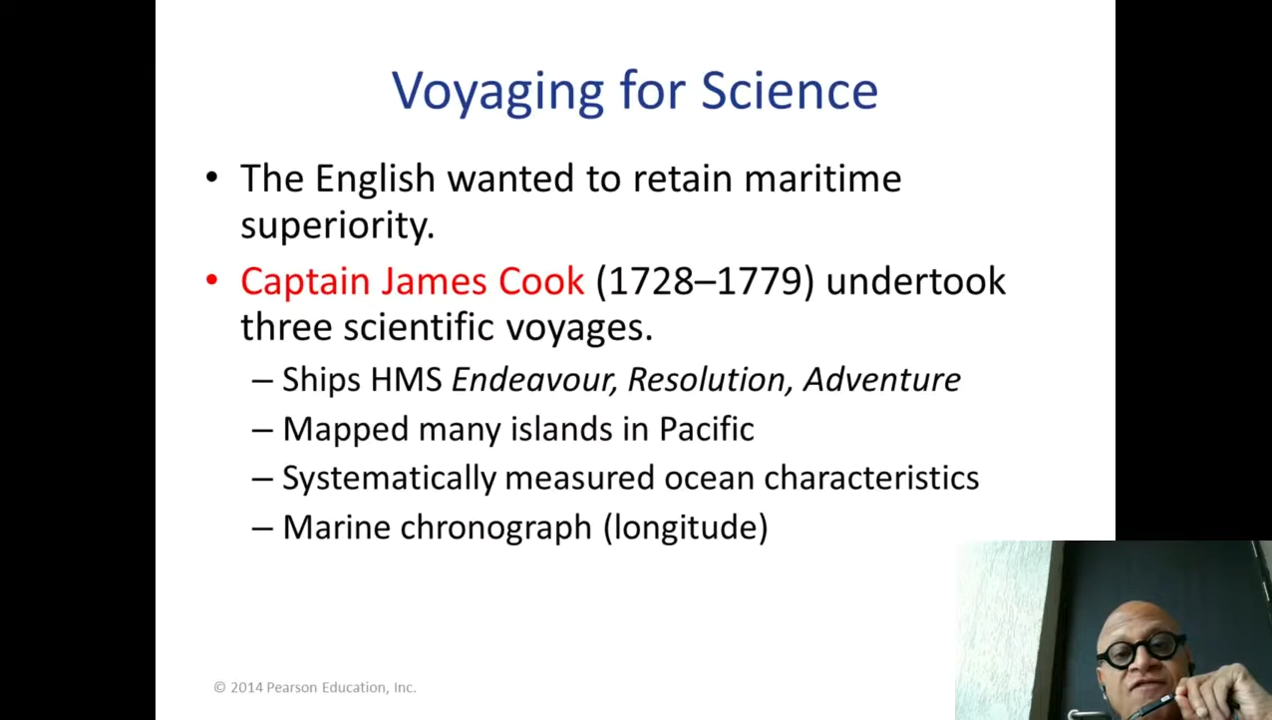 Voyaging for Science
• The English wanted to retain maritime
superiority.
• Captain James Cook (1728–1779) undertook
three scientific voyages.
– Ships HMS Endeavour, Resolution, Adventure
– Mapped many islands in Pacific
– Systematically measured ocean characteristics
– Marine chronograph (longitude)
© 2014 Pearson Education, Inc.